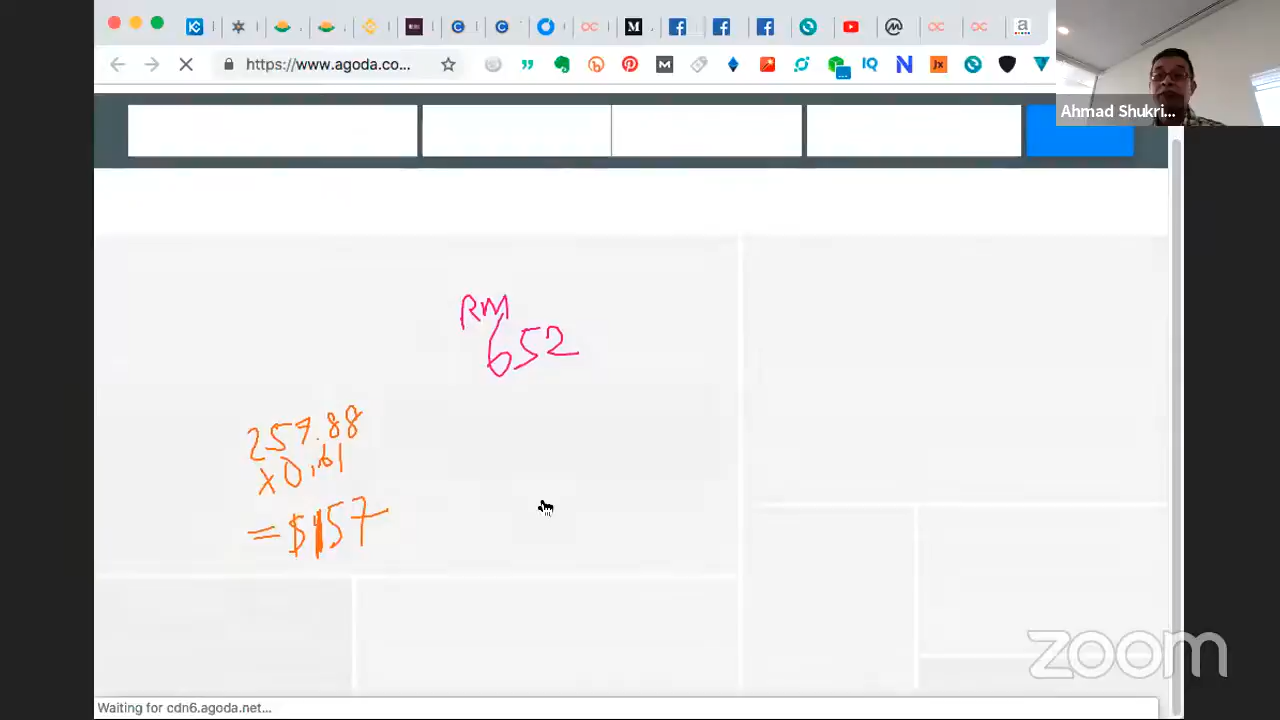 https://www.agoda.co...
Ahmad Shukri...
RM
652
257.88
x0.61
= $157
zoom
Waiting for cdn6.agoda.net...